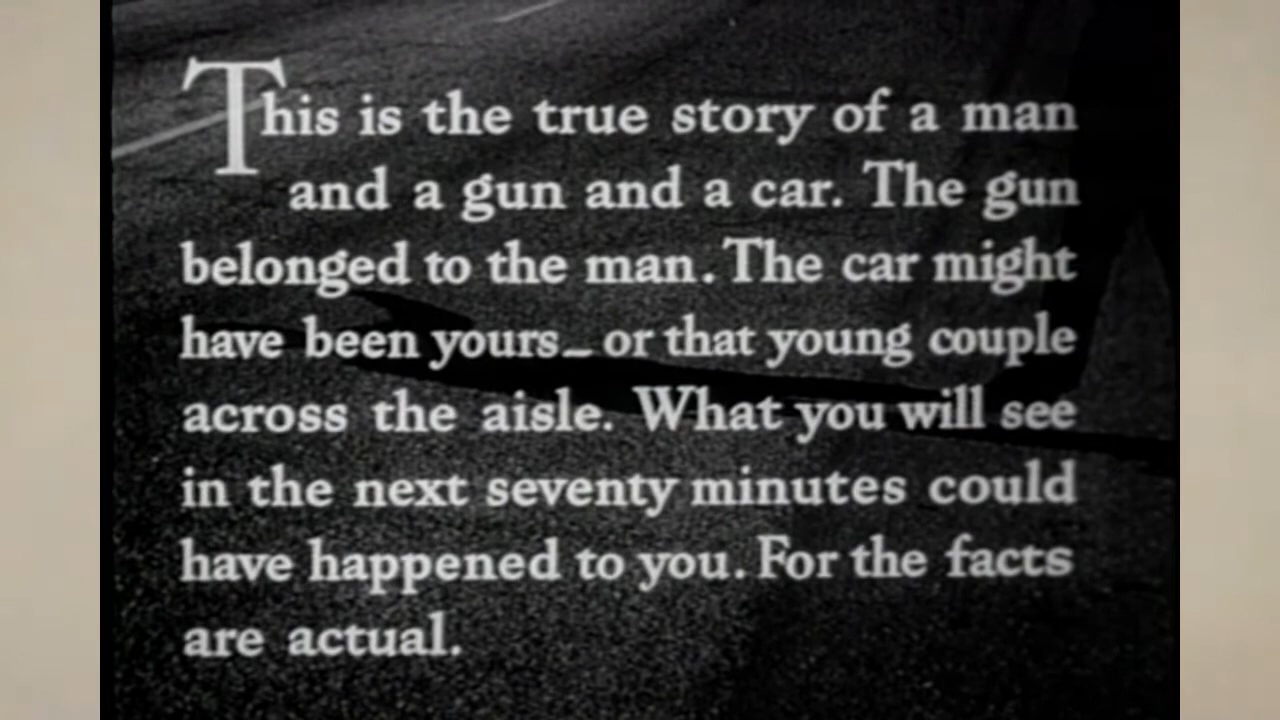 This is the true story of a man
and a gun and a car. The gun
belonged to the man. The car might
have been yours_ or that young couple
across the aisle. What you will see
in the next seventy minutes could
have happened to you. For the facts
are actual.